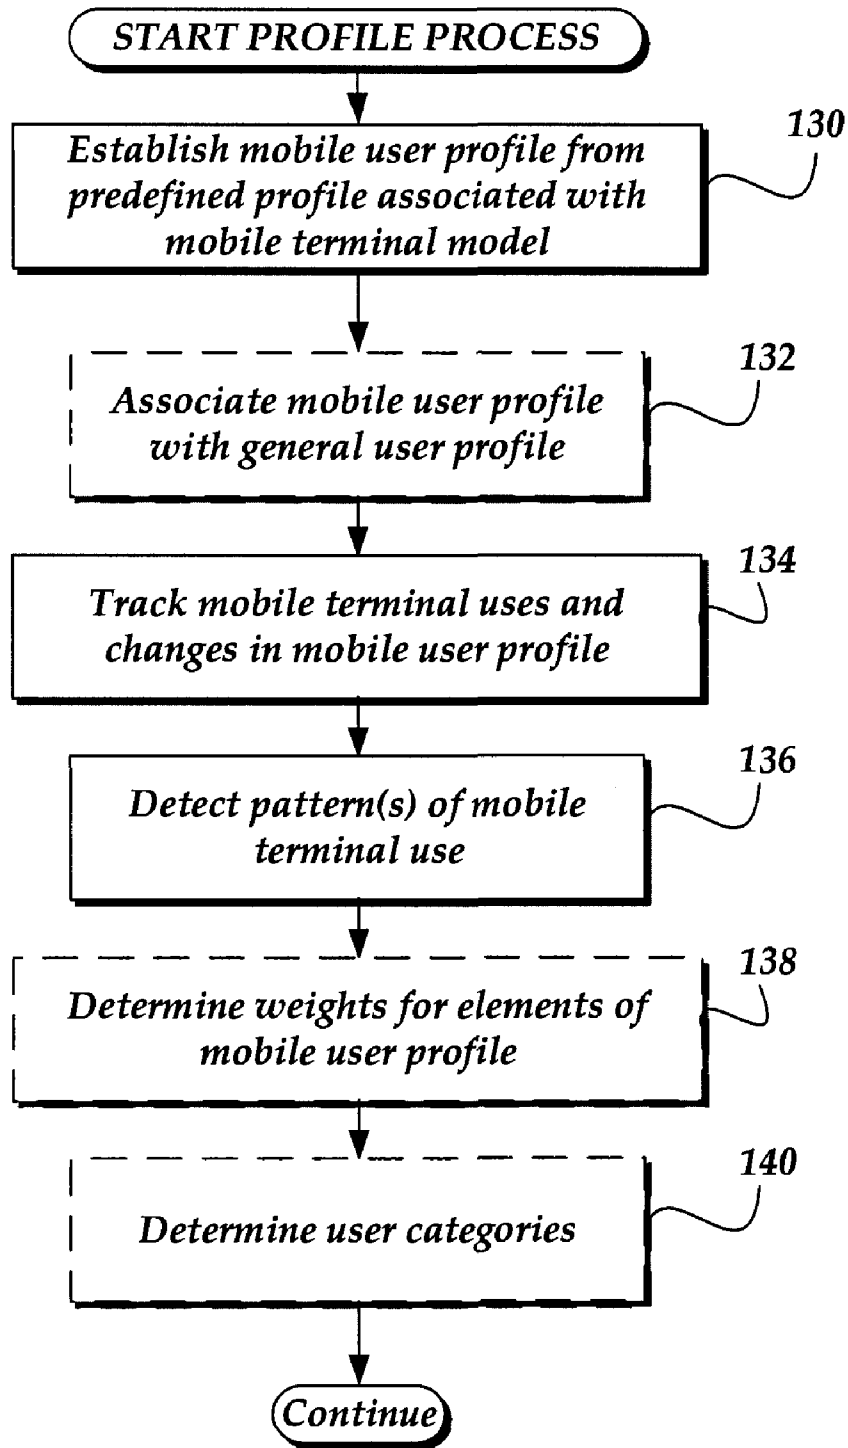 START PROFILE PROCESS
130
Establish mobile user profile from
predefined profile associated with
mobile terminal model
132
Associate mobile user profile
with general user profile
134
Track mobile terminal uses and
changes in mobile user profile
136
Detect pattern(s) of mobile
terminal use
138
Determine weights for elements of
mobile user profile
140
Determine user categories
Continue